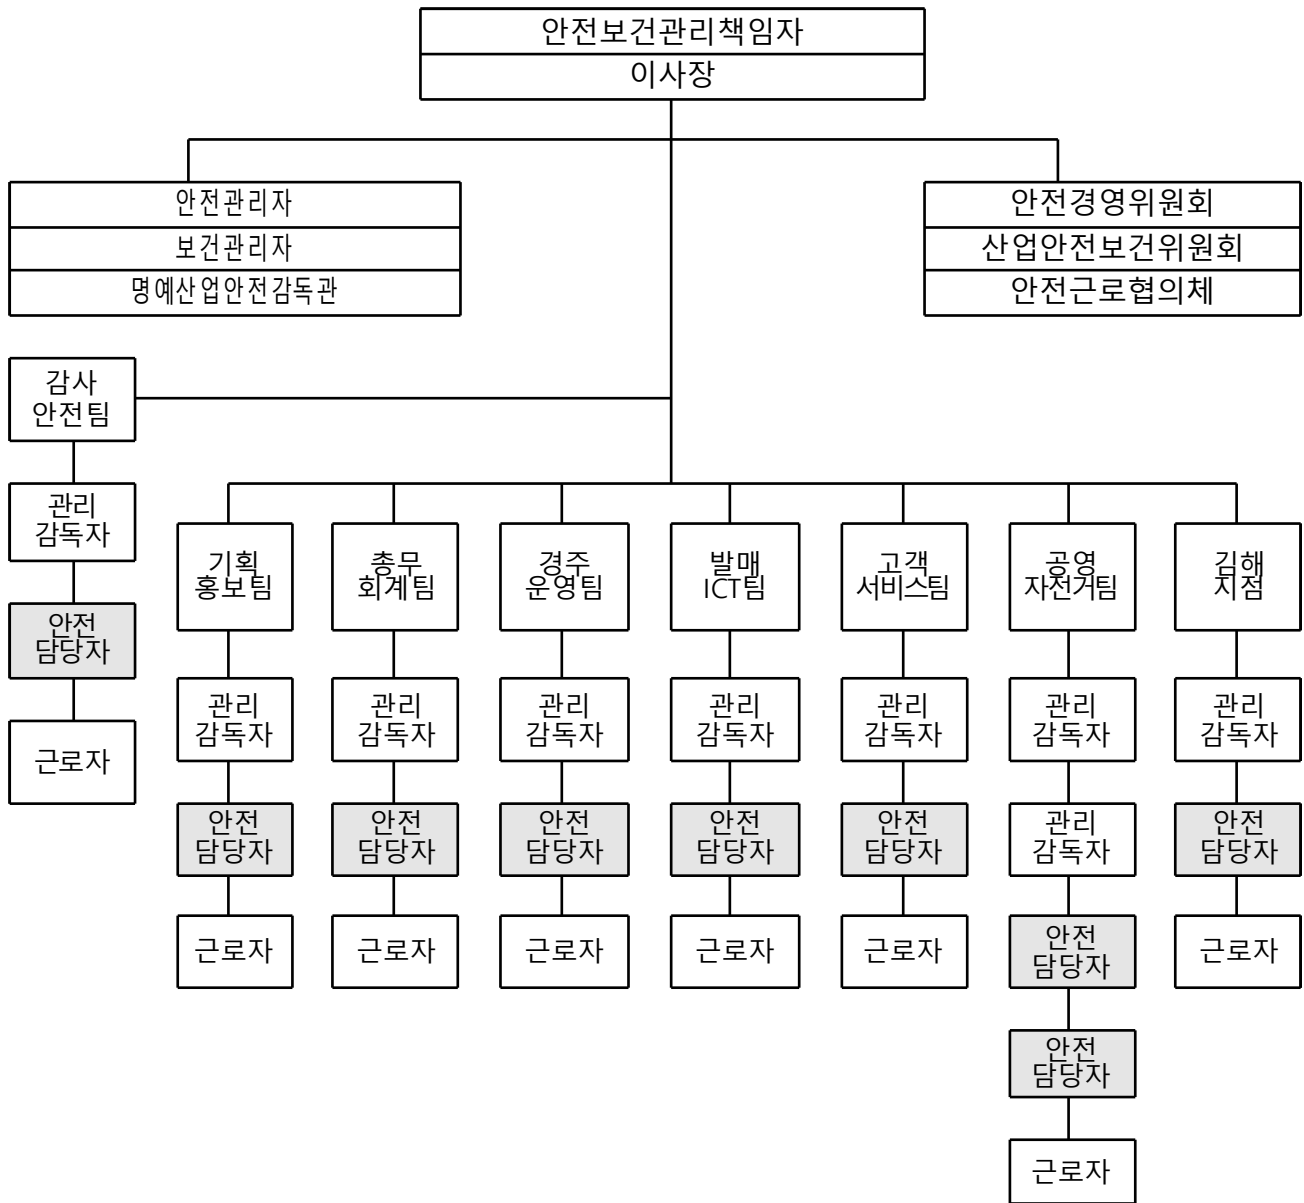 안전보건관리책임자
이사장
안전관리자
보건관리자
명예산업안전감독관
안전경영위원회
산업안전보건위원회
안전근로협의체
감사
안전팀
관리
감독자
안전
담당자
근로자
기획
홍보팀
관리
감독자
안전
담당자
근로자
총무
회계팀
관리
감독자
안전
담당자
근로자
경주
운영팀
관리
감독자
안전
담당자
근로자
발매
ICT팀
관리
감독자
안전
담당자
근로자
고객
서비스팀
관리
감독자
안전
담당자
근로자
공영
자전거팀
관리
감독자
관리
감독자
안전
담당자
안전
담당자
근로자
김해
지점
관리
감독자
안전
담당자
근로자